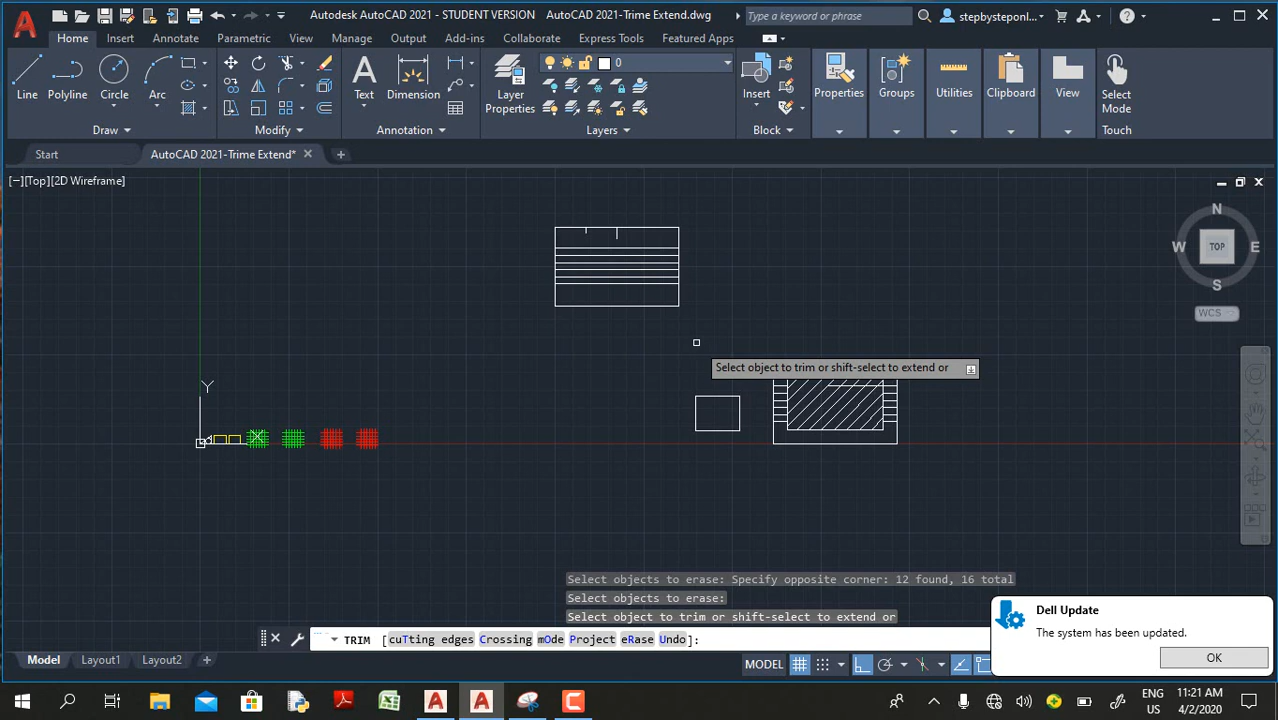 Autodesk AutoCAD 2021 - STUDENT VERSION AutoCAD 2021-Trime Extend.dwg
Type a keyword or phrase
stepbysteponl...
Home Insert Annotate Parametric View Manage Output Add-ins Collaborate Express Tools Featured Apps
0
Line Polyline Circle Arc
Text Dimension
Layer Properties
Insert
Properties Groups Utilities Clipboard View
Select Mode
Draw Modify Annotation Layers Block Touch
Start AutoCAD 2021-Trime Extend*
[−][Top][2D Wireframe]
N
W TOP E
S
WCS
Y
Select object to trim or shift-select to extend or
Select objects to erase: Specify opposite corner: 12 found, 16 total
Select objects to erase:
Select object to trim or shift-select to extend or
TRIM [cuTting edges Crossing mOde Project eRase Undo]:
Dell Update
The system has been updated.
OK
Model Layout1 Layout2
MODEL
ENG
US
11:21 AM
4/2/2020